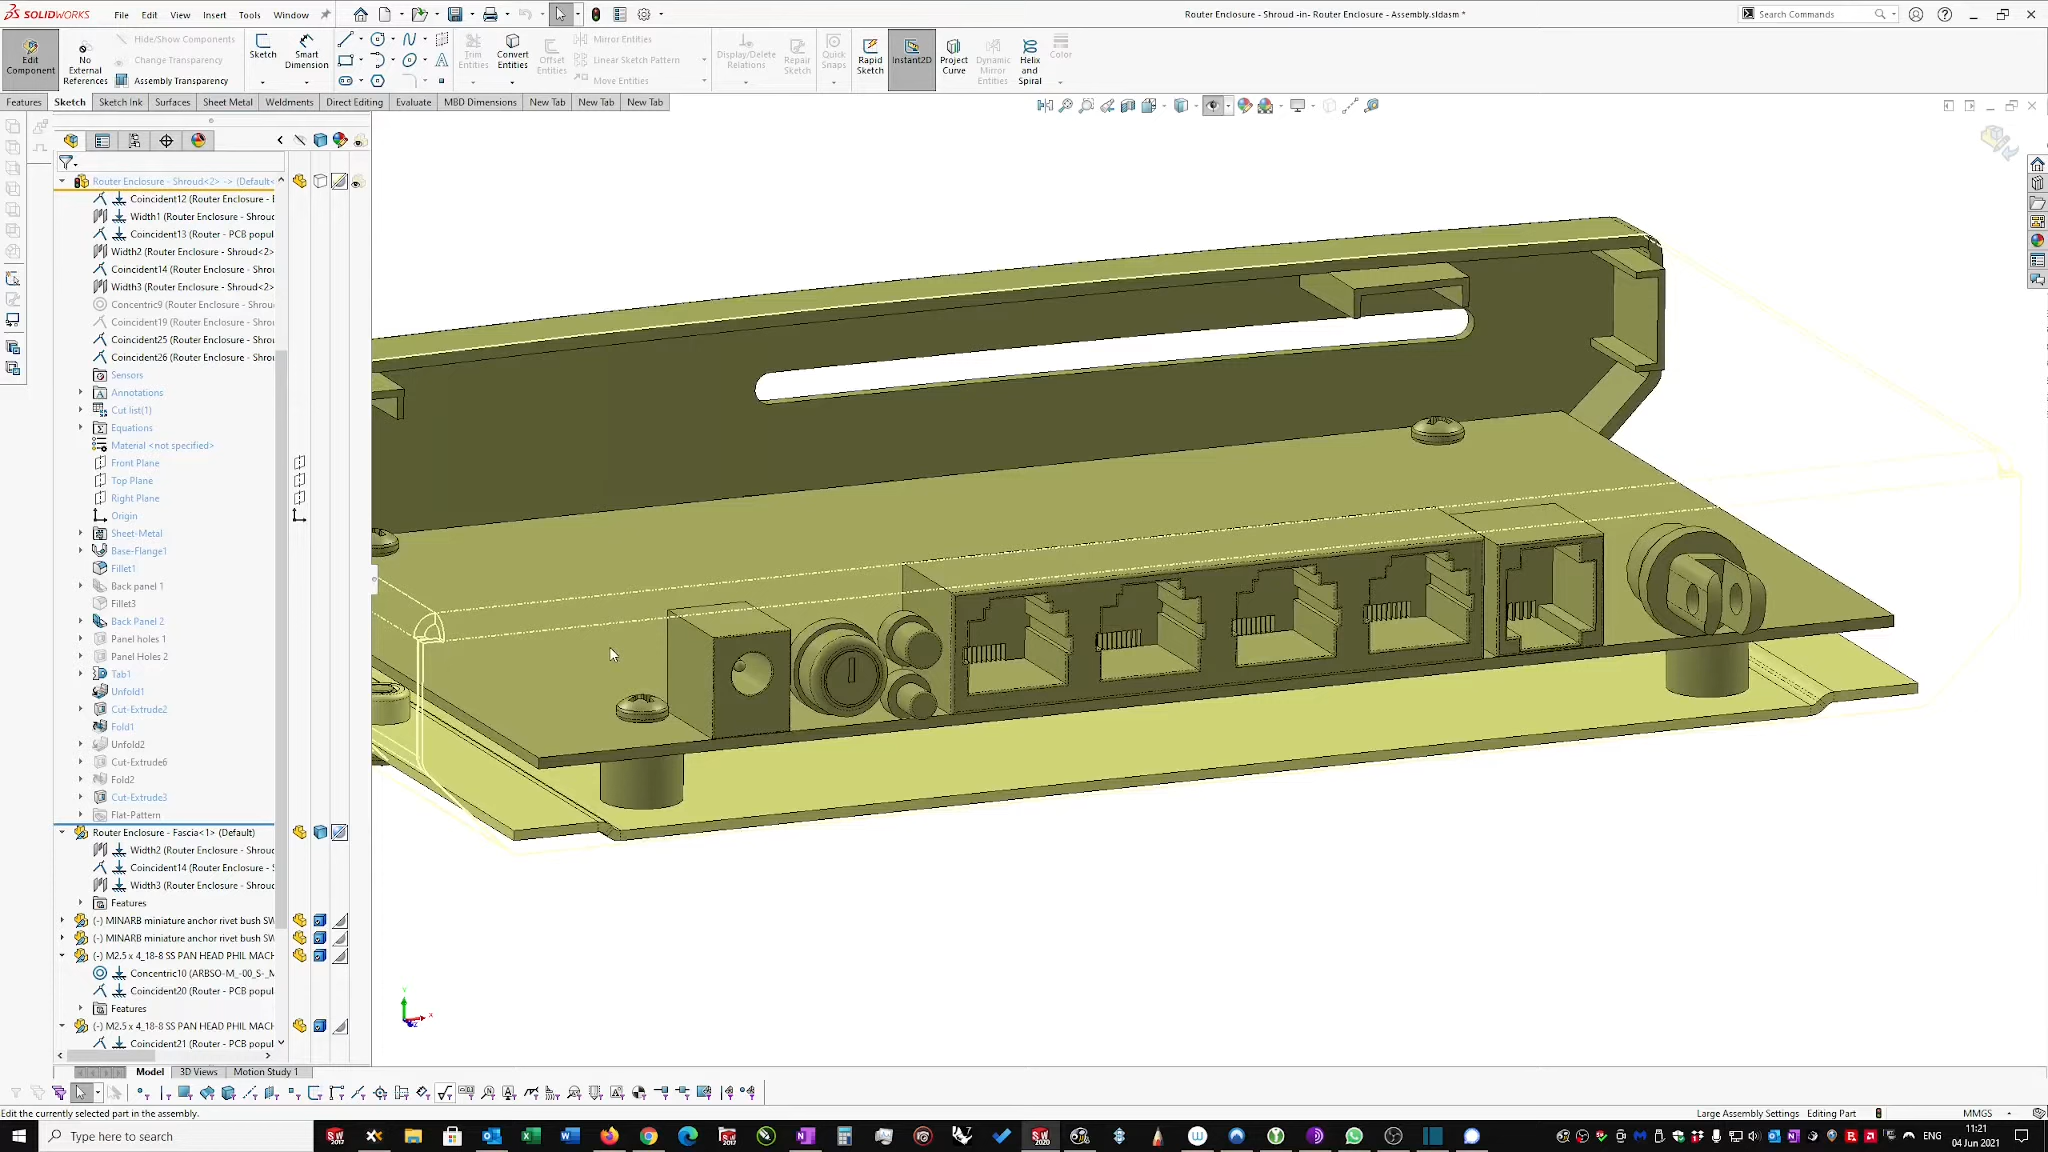 SOLIDWORKS File Edit View Insert Tools Window
Router Enclosure - Shroud -in- Router Enclosure - Assembly.sldasm *
Search Commands
Edit Component
No External References
Hide/Show Components
Change Transparency
Assembly Transparency
Sketch
Smart Dimension
Trim Entities
Convert Entities
Offset Entities
Mirror Entities
Linear Sketch Pattern
Move Entities
Display/Delete Relations
Repair Sketch
Quick Snaps
Rapid Sketch
Instant2D
Project Curve
Dynamic Mirror Entities
Helix and Spiral
Color
Features Sketch Sketch Ink Surfaces Sheet Metal Weldments Direct Editing Evaluate MBD Dimensions New Tab New Tab New Tab
Router Enclosure - Shroud<2> -> (Default<
Coincident12 (Router Enclosure - E
Width1 (Router Enclosure - Shroud
Coincident13 (Router - PCB popul
Width2 (Router Enclosure - Shroud<2>
Coincident14 (Router Enclosure - Shrou
Width3 (Router Enclosure - Shroud<2>
Concentric9 (Router Enclosure - Shrou
Coincident19 (Router Enclosure - Shrou
Coincident25 (Router Enclosure - Shrou
Coincident26 (Router Enclosure - Shrou
Sensors
Annotations
Cut list(1)
Equations
Material <not specified>
Front Plane
Top Plane
Right Plane
Origin
Sheet-Metal
Base-Flange1
Fillet1
Back panel 1
Fillet3
Back Panel 2
Panel holes 1
Panel Holes 2
Tab1
Unfold1
Cut-Extrude2
Fold1
Unfold2
Cut-Extrude6
Fold2
Cut-Extrude3
Flat-Pattern
Router Enclosure - Fascia<1> (Default)
Width2 (Router Enclosure - Shroud
Coincident14 (Router Enclosure - S
Width3 (Router Enclosure - Shroud
Features
(-) MINARB miniature anchor rivet bush SW
(-) MINARB miniature anchor rivet bush SW
(-) M2.5 x 4_18-8 SS PAN HEAD PHIL MACH
Concentric10 (ARBSO-M_-00_S-_M
Coincident20 (Router - PCB popul
Features
(-) M2.5 x 4_18-8 SS PAN HEAD PHIL MACH
Coincident21 (Router - PCB popul
Model 3D Views Motion Study 1
Edit the currently selected part in the assembly.
Large Assembly Settings Editing Part MMGS
Type here to search
ENG
11:21
04 Jun 2021